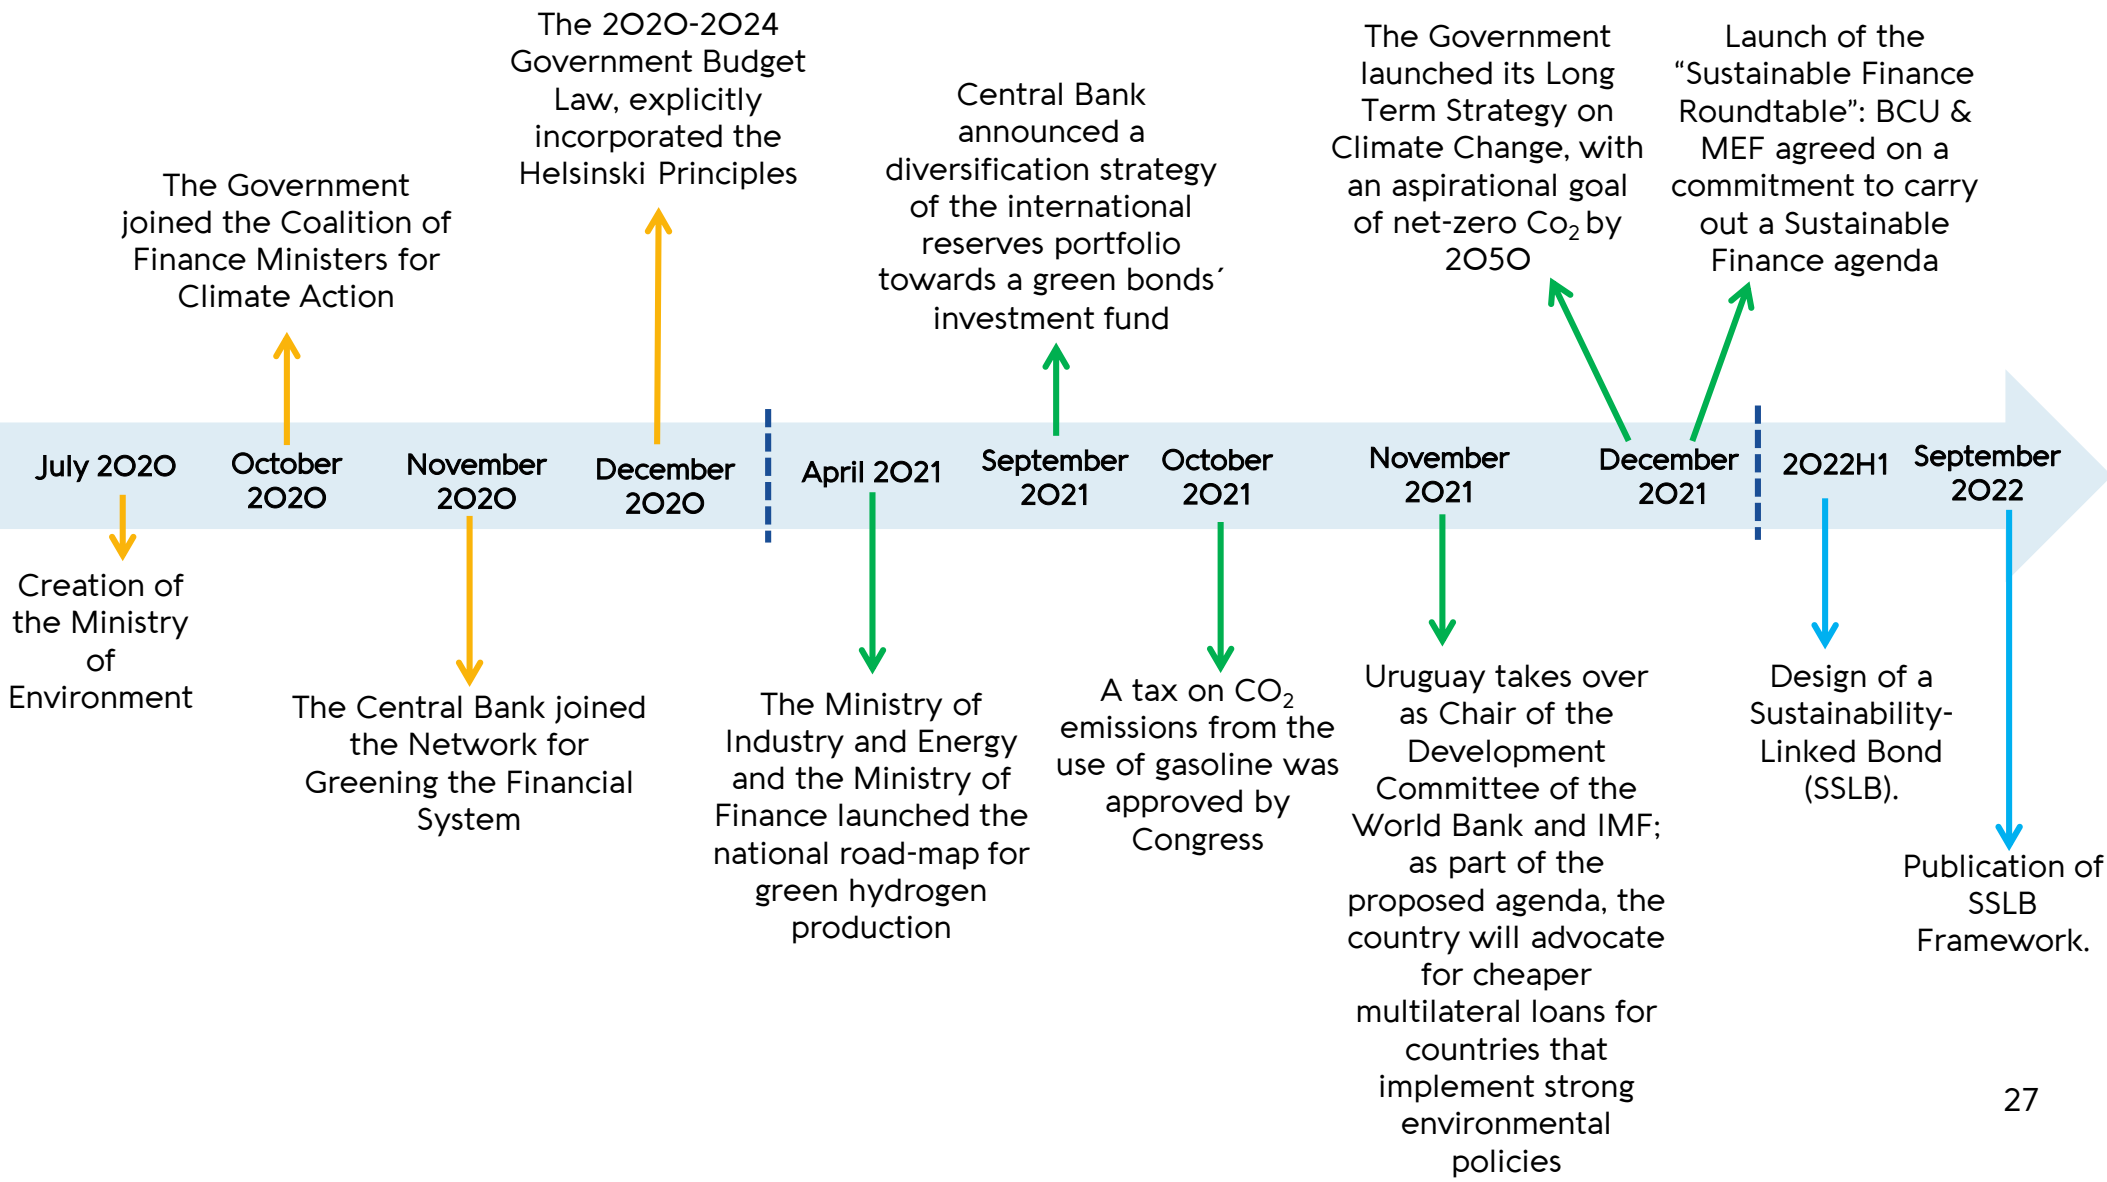 The 2020-2024
Government Budget
Law, explicitly
incorporated the
Helsinski Principles
The Government
launched its Long
Term Strategy on
Climate Change, with
an aspirational goal
of net-zero Co₂ by
2050
Launch of the
“Sustainable Finance
Roundtable”: BCU &
MEF agreed on a
commitment to carry
out a Sustainable
Finance agenda
Central Bank
announced a
diversification strategy
of the international
reserves portfolio
towards a green bonds´
investment fund
The Government
joined the Coalition of
Finance Ministers for
Climate Action
July 2020
October
2020
November
2020
December
2020
April 2021
September
2021
October
2021
November
2021
December
2021
2022H1
September
2022
Creation of
the Ministry
of
Environment
The Central Bank joined
the Network for
Greening the Financial
System
The Ministry of
Industry and Energy
and the Ministry of
Finance launched the
national road-map for
green hydrogen
production
A tax on CO₂
emissions from the
use of gasoline was
approved by
Congress
Uruguay takes over
as Chair of the
Development
Committee of the
World Bank and IMF;
as part of the
proposed agenda, the
country will advocate
for cheaper
multilateral loans for
countries that
implement strong
environmental
policies
Design of a
Sustainability-
Linked Bond
(SSLB).
Publication of
SSLB
Framework.
27